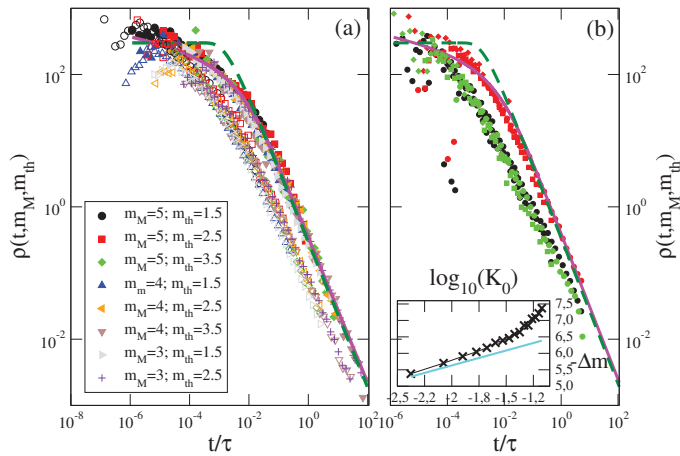 (a)
(b)
10^2
10^0
10^-2
ρ(t,m_M,m_th)
m_M=5; m_th=1.5
m_M=5; m_th=2.5
m_M=5; m_th=3.5
m_m=4; m_th=1.5
m_M=4; m_th=2.5
m_M=4; m_th=3.5
m_M=3; m_th=1.5
m_M=3; m_th=2.5
10^-8
10^-6
10^-4
10^-2
10^0
10^2
t/τ
log_10(K_0)
7,5
7,0
6,5
6,0
5,5
5,0
-Δm
-2,5
-2,3
-2
-1,8
-1,6
-1,4
-1,2
10^2
10^0
10^-2
ρ(t,m_M,m_th)
10^-4
10^-2
10^0
10^2
t/τ